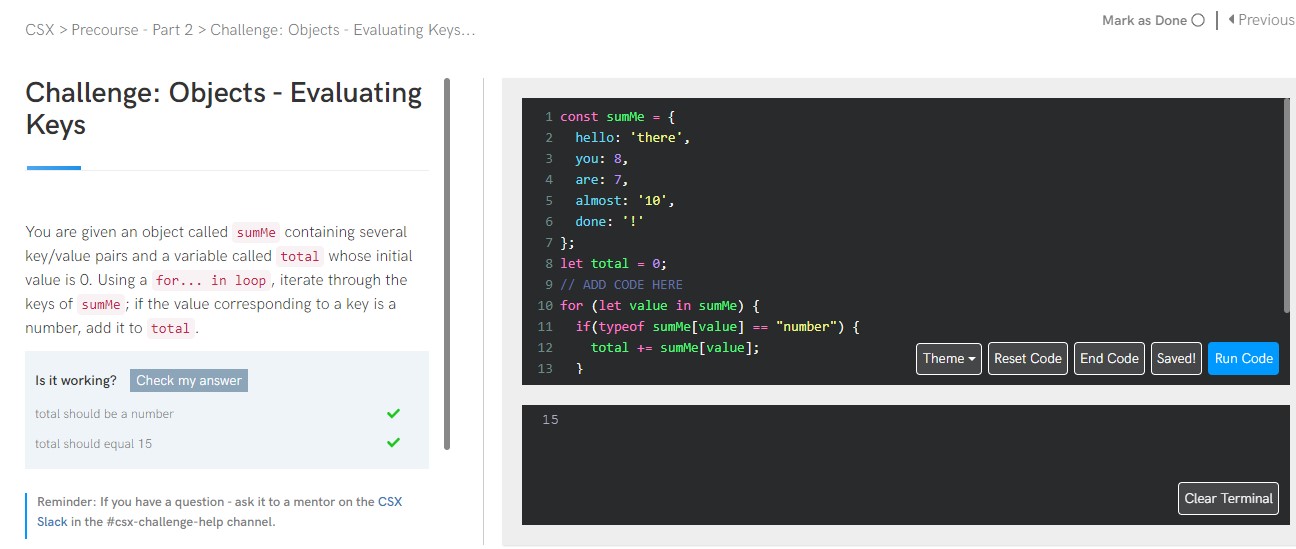 CSX > Precourse - Part 2 > Challenge: Objects - Evaluating Keys...
Mark as Done
Previous
Challenge: Objects - Evaluating
Keys
You are given an object called sumMe containing several
key/value pairs and a variable called total whose initial
value is 0. Using a for... in loop, iterate through the
keys of sumMe; if the value corresponding to a key is a
number, add it to total.
Is it working? Check my answer
total should be a number
total should equal 15
Reminder: If you have a question - ask it to a mentor on the CSX
Slack in the #csx-challenge-help channel.
1 const sumMe = {
2 hello: 'there',
3 you: 8,
4 are: 7,
5 almost: '10',
6 done: '!'
7 };
8 let total = 0;
9 // ADD CODE HERE
10 for (let value in sumMe) {
11 if(typeof sumMe[value] == "number") {
12 total += sumMe[value];
13 }
Theme Reset Code End Code Saved! Run Code
15
Clear Terminal